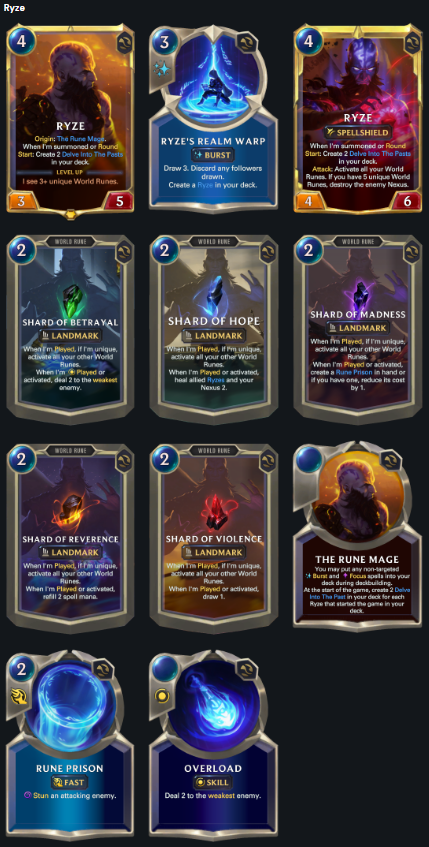 Ryze
4
RYZE
Origin: The Rune Mage.
When I'm summoned or Round
Start: Create 2 Delve Into The Pasts
in your deck.
LEVEL UP
I see 3+ unique World Runes.
3
5
3
RYZE'S REALM WARP
BURST
Draw 3. Discard any followers
drawn.
Create a Ryze in your deck.
4
RYZE
SPELLSHIELD
When I'm summoned or Round
Start: Create 2 Delve Into The Pasts
in your deck.
Attack: Activate all your World
Runes. If you have 5 unique World
Runes, destroy the enemy Nexus.
4
6
2
WORLD RUNE
SHARD OF BETRAYAL
LANDMARK
When I'm Played, if I'm unique,
activate all your other World
Runes.
When I'm Played or
activated, deal 2 to the weakest
enemy.
2
WORLD RUNE
SHARD OF HOPE
LANDMARK
When I'm Played, if I'm unique,
activate all your other World
Runes.
When I'm Played or activated,
heal allied Ryzes and your
Nexus 2.
2
WORLD RUNE
SHARD OF MADNESS
LANDMARK
When I'm Played, if I'm unique,
activate all your other World
Runes.
When I'm Played or activated,
create a Rune Prison in hand or
if you have one, reduce its cost
by 1.
2
WORLD RUNE
SHARD OF REVERENCE
LANDMARK
When I'm Played, if I'm unique,
activate all your other World
Runes.
When I'm Played or activated,
refill 2 spell mana.
2
WORLD RUNE
SHARD OF VIOLENCE
LANDMARK
When I'm Played, if I'm unique,
activate all your other World
Runes.
When I'm Played or activated,
draw 1.
THE RUNE MAGE
You may put any non-targeted
Burst and Focus spells into your
deck during deckbuilding.
At the start of the game, create 2 Delve
Into Tha Past in your deck for each
Ryze that started the game in your
deck.
2
RUNE PRISON
FAST
Stun an attacking enemy.
OVERLOAD
SKILL
Deal 2 to the weakest enemy.